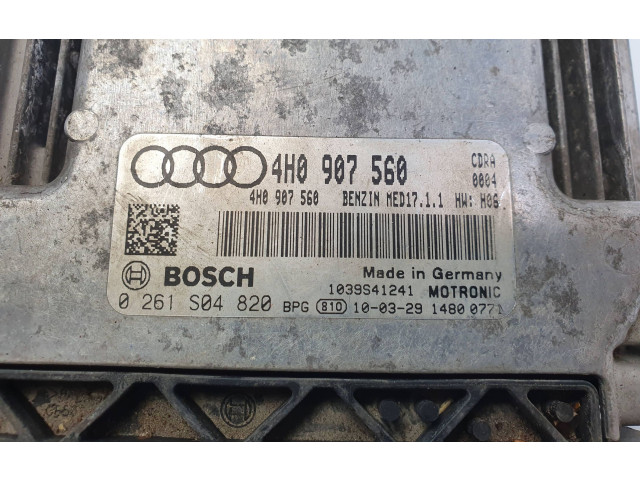 4H0 907 560 CDRA
0004
4H0 907 560 BENZIN MED17.1.1 HW: H06
BOSCH Made in Germany
1039S41241 MOTRONIC
0 261 S04 820 BPG 810 10-03-29 1480 0771